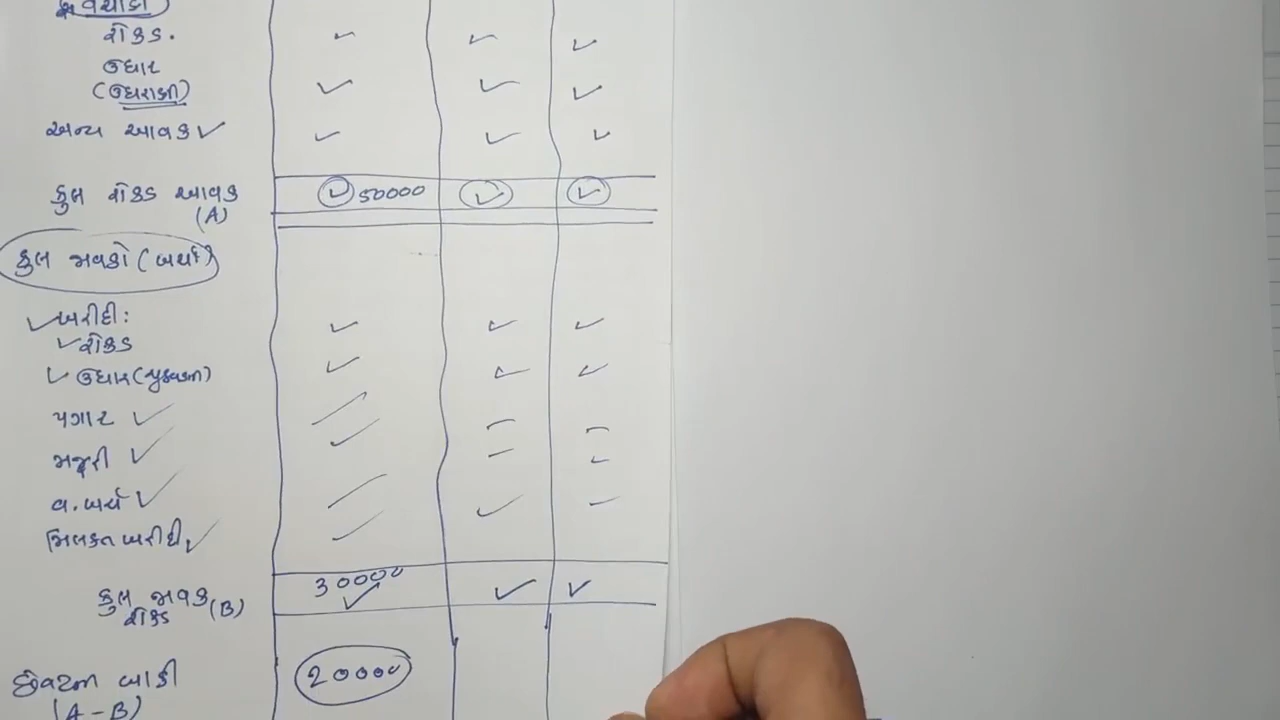 રોકડ.
ઉધાર
(ઉઘરાણી)
અન્ય આવક
કુલ રોકડ આવક 50000
(A)
કુલ જાવકો (ખર્ચ)
ખરીદી:
રોકડ
ઉધાર (ચુકવણી)
પગાર
મજૂરી
વ. ખર્ચ
મિલકત ખરીદી
કુલ જાવક (B) 30000
રોકડ
બાકી 20000
(A-B)